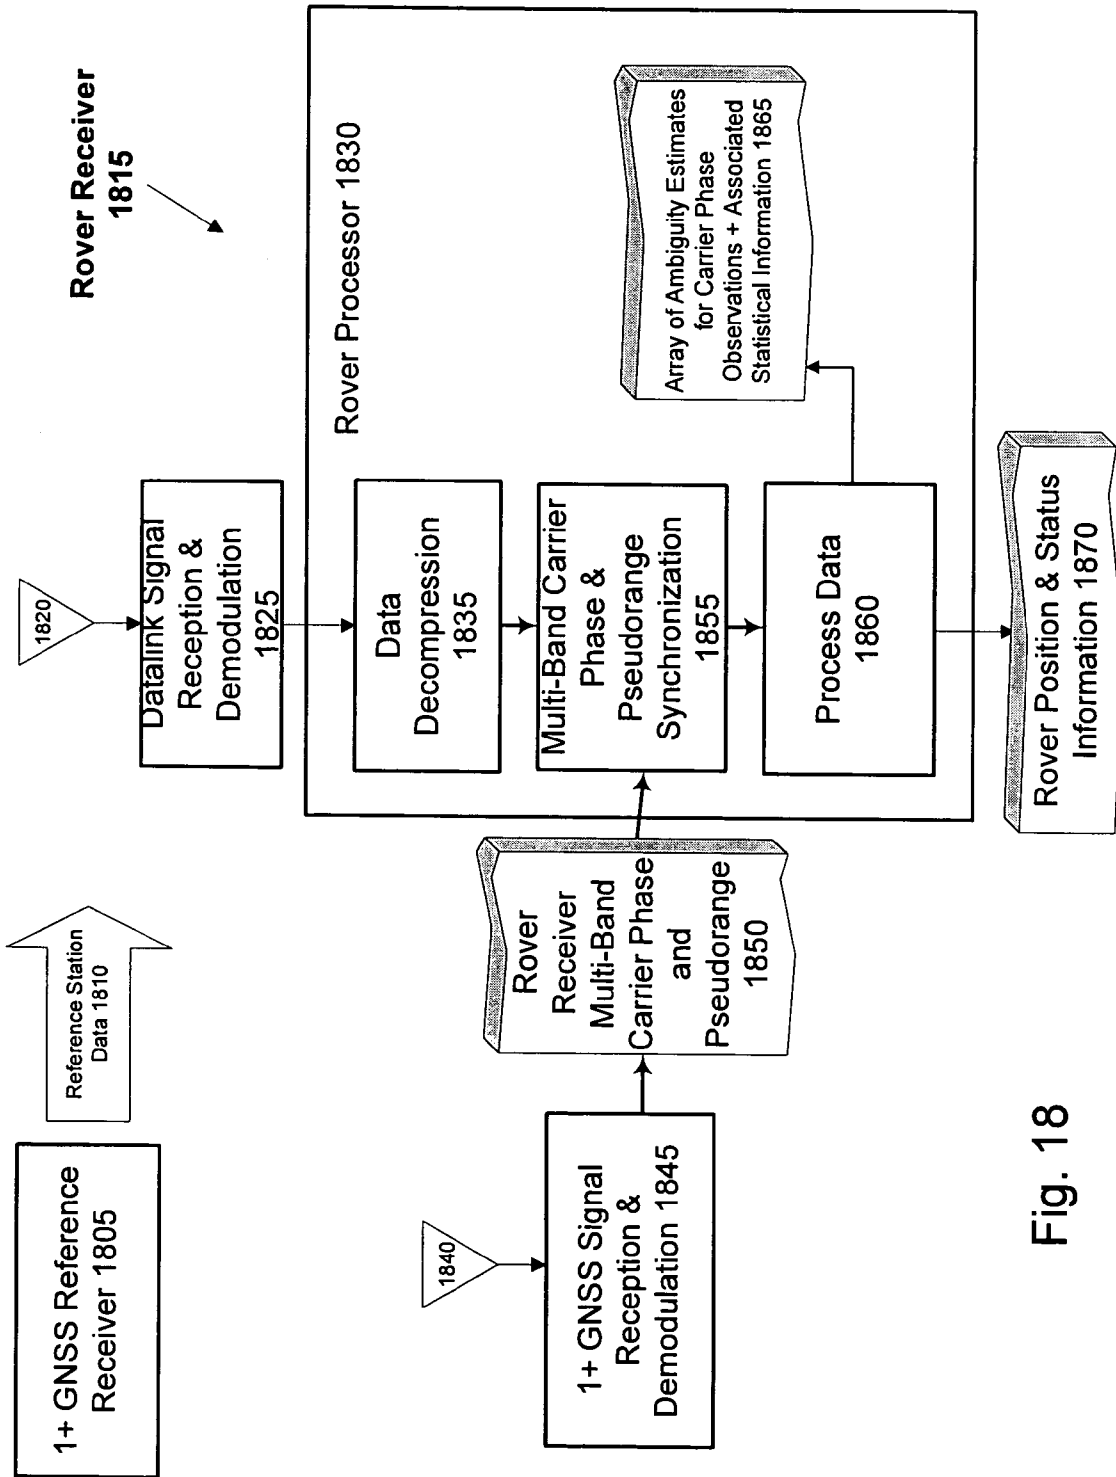 1+ GNSS Reference
Receiver 1805
Reference Station
Data 1810
Rover Receiver
1815
1820
Datalink Signal
Reception &
Demodulation
1825
Rover Processor 1830
Data
Decompression
1835
1840
1+ GNSS Signal
Reception &
Demodulation 1845
Rover
Receiver
Multi-Band
Carrier Phase
and
Pseudorange
1850
Multi-Band Carrier
Phase &
Pseudorange
Synchronization
1855
Process Data
1860
Array of Ambiguity Estimates
for Carrier Phase
Observations + Associated
Statistical Information 1865
Rover Position & Status
Information 1870
Fig. 18